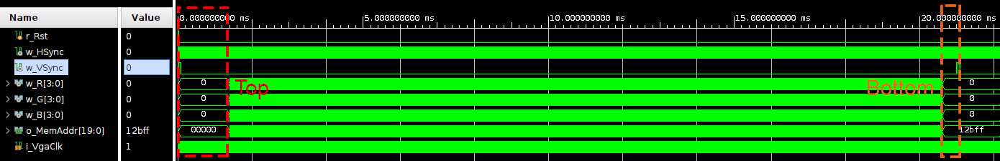 Name Value 0.000000000 ms 5.000000000 ms 10.000000000 ms 15.000000000 ms 20.000000000 ms
r_Rst 0
w_HSync 0
w_VSync 0
w_R[3:0] 0 0 0
Top Bottom
w_G[3:0] 0 0 0
w_B[3:0] 0 0 0
o_MemAddr[19:0] 12bff 00000 12bff
i_VgaClk 1